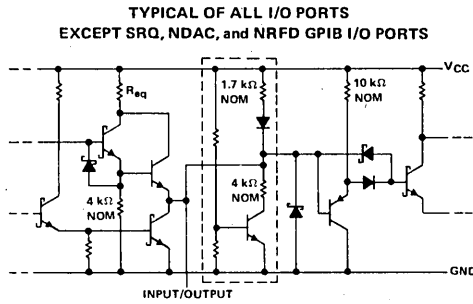 TYPICAL OF ALL I/O PORTS
EXCEPT SRQ, NDAC, and NRFD GPIB I/O PORTS
VCC
Req
1.7 kΩ
NOM
10 kΩ
NOM
4 kΩ
NOM
4 kΩ
NOM
GND
INPUT/OUTPUT